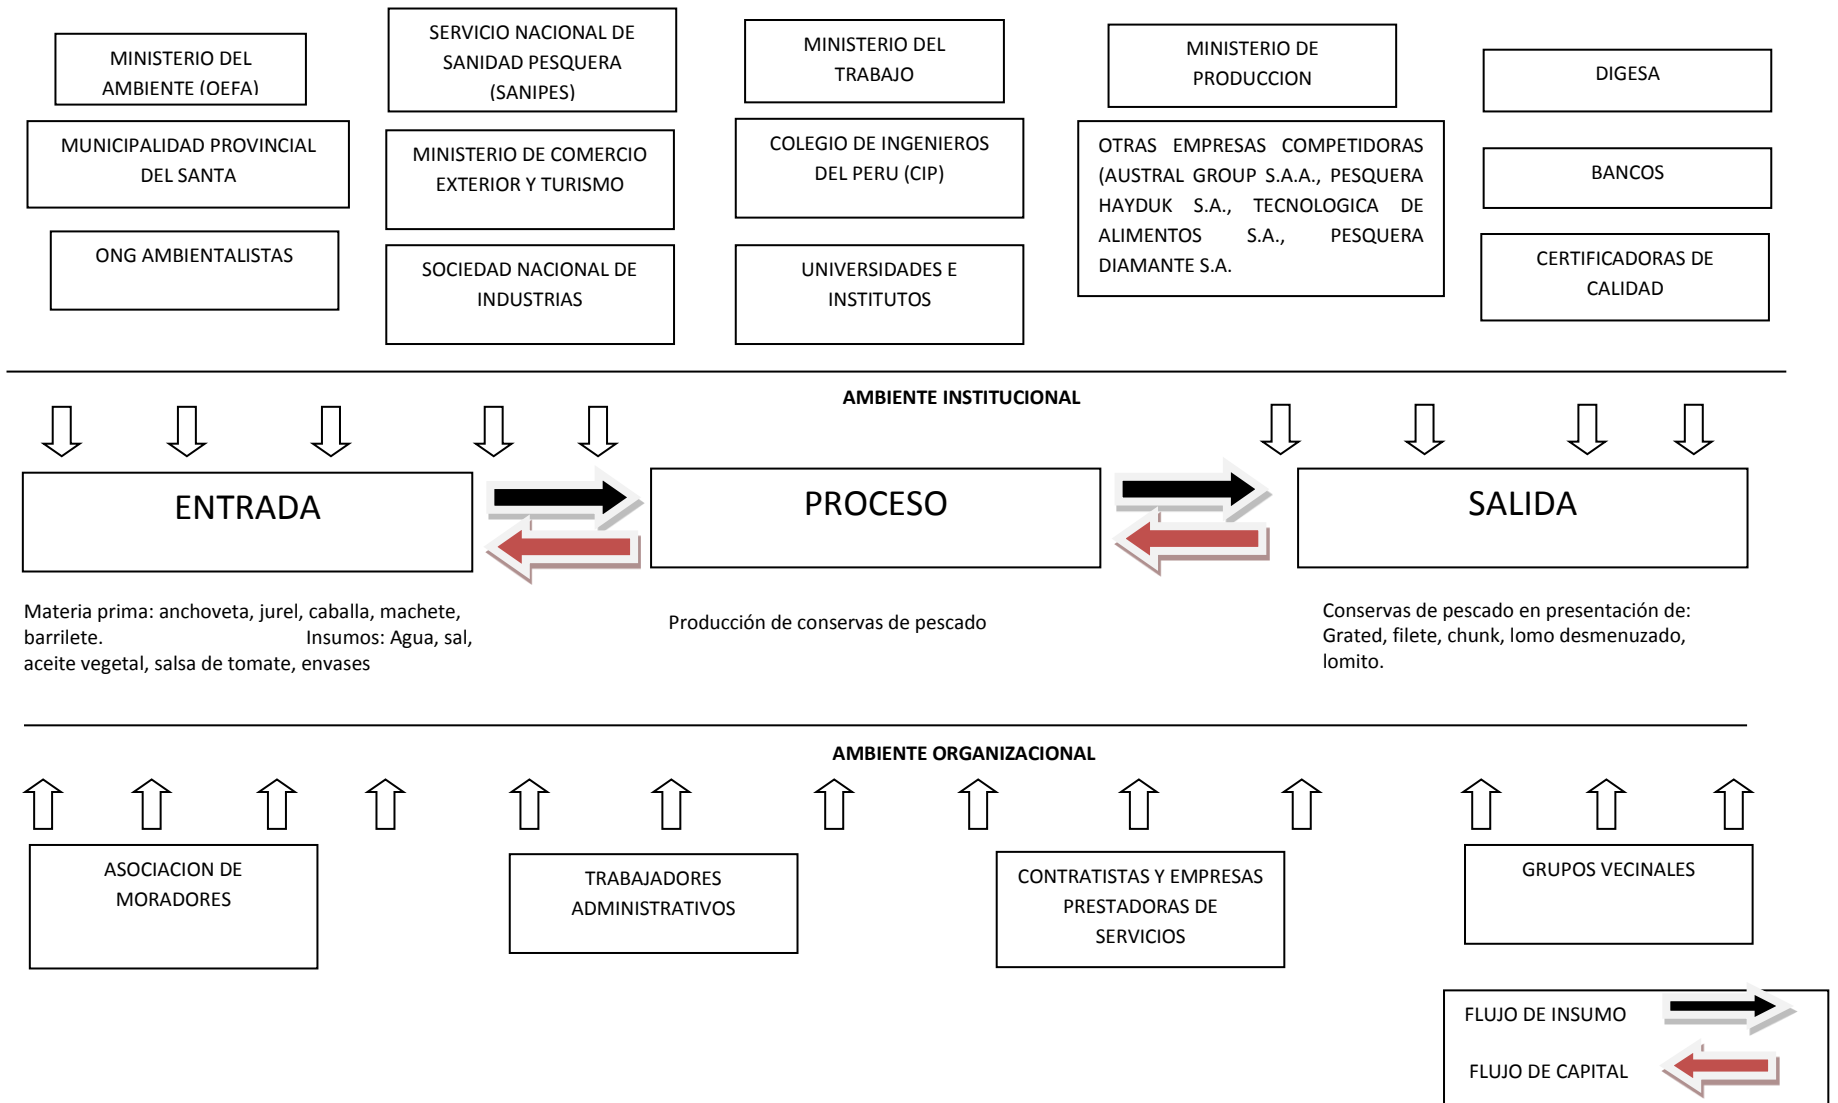 MINISTERIO DEL
AMBIENTE (OEFA)
SERVICIO NACIONAL DE
SANIDAD PESQUERA
(SANIPES)
MINISTERIO DEL
TRABAJO
MINISTERIO DE
PRODUCCION
DIGESA
MUNICIPALIDAD PROVINCIAL
DEL SANTA
MINISTERIO DE COMERCIO
EXTERIOR Y TURISMO
COLEGIO DE INGENIEROS
DEL PERU (CIP)
OTRAS EMPRESAS COMPETIDORAS
(AUSTRAL GROUP S.A.A., PESQUERA
HAYDUK S.A., TECNOLOGICA DE
ALIMENTOS S.A., PESQUERA
DIAMANTE S.A.
BANCOS
ONG AMBIENTALISTAS
SOCIEDAD NACIONAL DE
INDUSTRIAS
UNIVERSIDADES E
INSTITUTOS
CERTIFICADORAS DE
CALIDAD
AMBIENTE INSTITUCIONAL
ENTRADA
PROCESO
SALIDA
Materia prima: anchoveta, jurel, caballa, machete,
barrilete. Insumos: Agua, sal,
aceite vegetal, salsa de tomate, envases
Producción de conservas de pescado
Conservas de pescado en presentación de:
Grated, filete, chunk, lomo desmenuzado,
lomito.
AMBIENTE ORGANIZACIONAL
ASOCIACION DE
MORADORES
TRABAJADORES
ADMINISTRATIVOS
CONTRATISTAS Y EMPRESAS
PRESTADORAS DE
SERVICIOS
GRUPOS VECINALES
FLUJO DE INSUMO
FLUJO DE CAPITAL